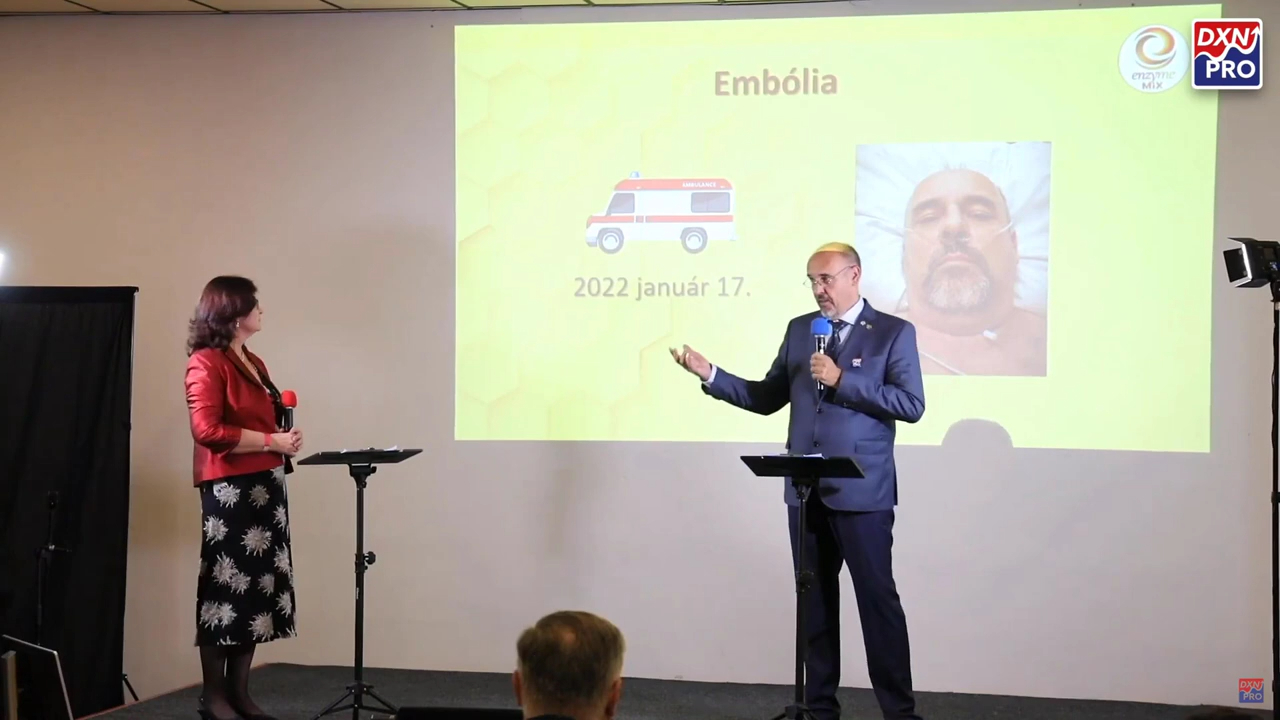 Embólia
enzyme
MIX
DXN
PRO
AMBULANCE
2022 január 17.
DXN
PRO